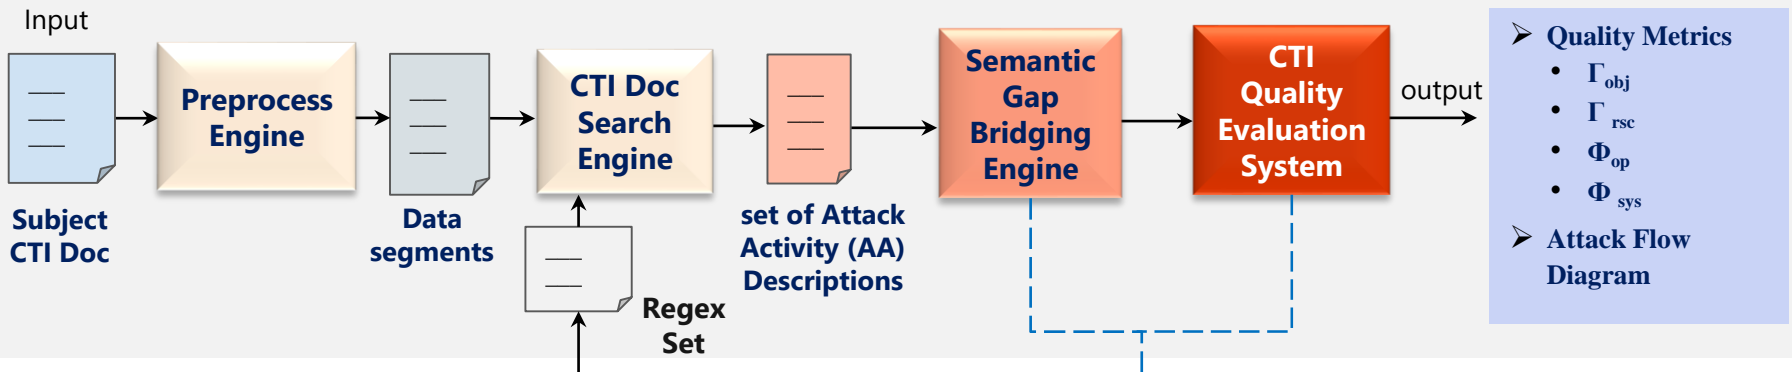 Input
Subject
CTI Doc
Preprocess
Engine
Data
segments
CTI Doc
Search
Engine
Regex
Set
set of Attack
Activity (AA)
Descriptions
Semantic
Gap
Bridging
Engine
CTI
Quality
Evaluation
System
output
➢ Quality Metrics
• Γobj
• Γ rsc
• Φop
• Φ sys
➢ Attack Flow
Diagram